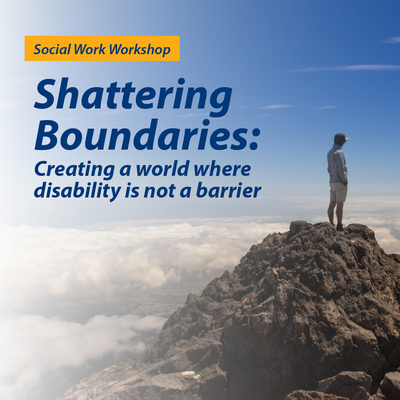 Social Work Workshop
Shattering
Boundaries:
Creating a world where
disability is not a barrier